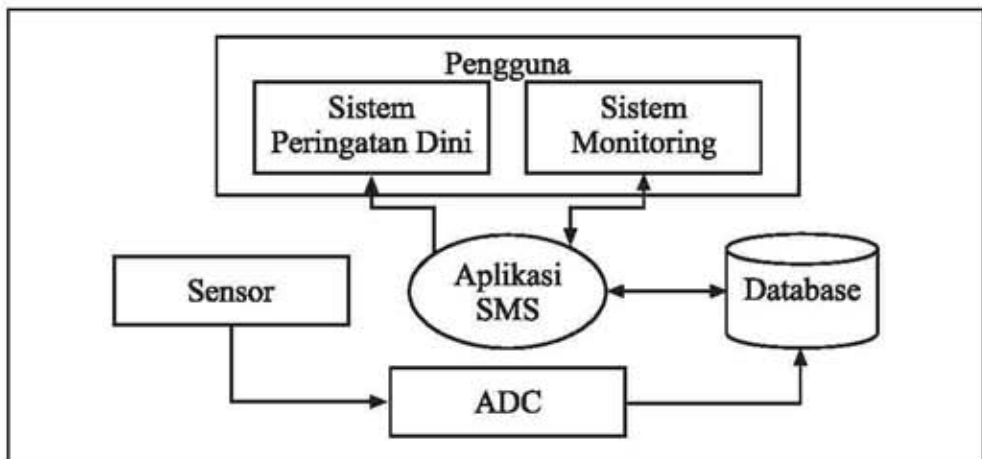 Pengguna
Sistem
Peringatan Dini
Sistem
Monitoring
Sensor
Aplikasi
SMS
Database
ADC